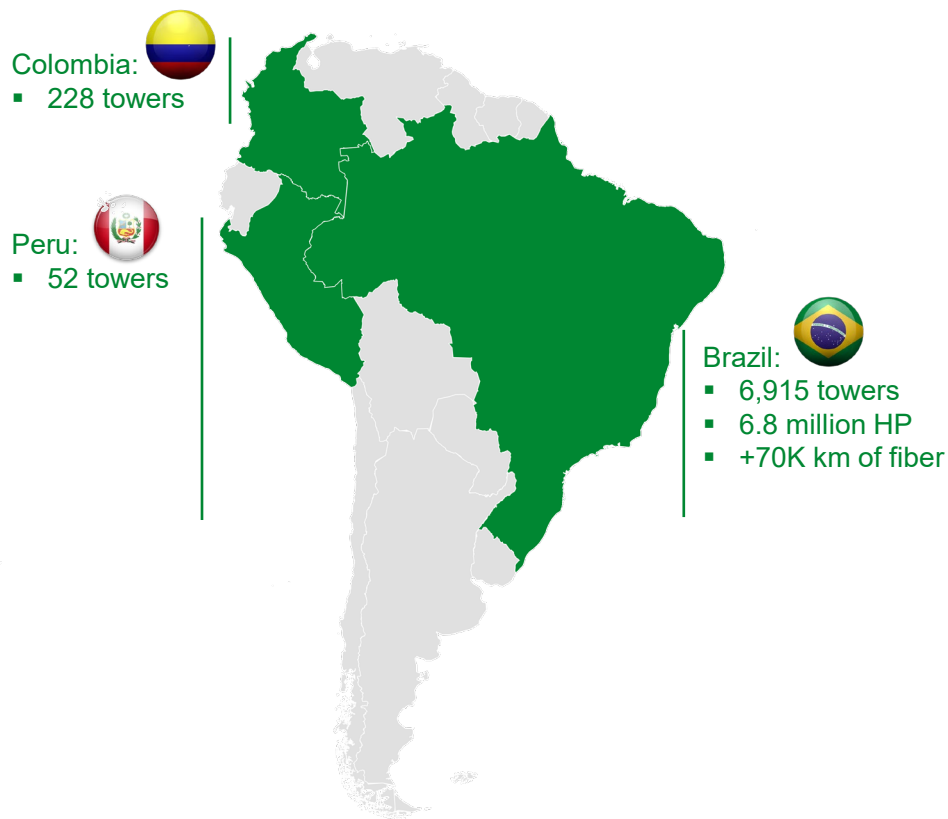 Colombia:
▪ 228 towers
Peru:
▪ 52 towers
Brazil:
▪ 6,915 towers
▪ 6.8 million HP
▪ +70K km of fiber